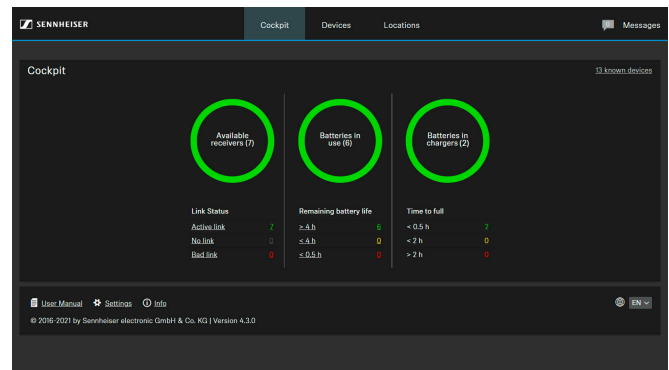 SENNHEISER
Cockpit Devices Locations
0 Messages
Cockpit
13 known devices
Available
receivers (7)
Batteries in
use (6)
Batteries in
chargers (2)
Link Status
Active link 7
No link 0
Bad link 0
Remaining battery life
≥ 4 h 6
≤ 4 h 0
≤ 0.5 h 0
Time to full
< 0.5 h 2
< 2 h 0
> 2 h 0
User Manual Settings Info
EN
© 2016-2021 by Sennheiser electronic GmbH & Co. KG | Version 4.3.0